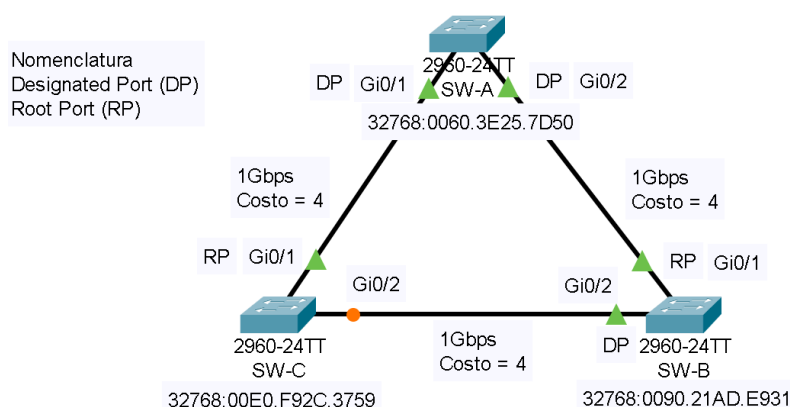 Nomenclatura
Designated Port (DP)
Root Port (RP)
2960-24TT
SW-A
DP Gi0/1
DP Gi0/2
32768:0060.3E25.7D50
1Gbps
Costo = 4
1Gbps
Costo = 4
RP Gi0/1
RP Gi0/1
Gi0/2
Gi0/2
DP
1Gbps
Costo = 4
2960-24TT
SW-C
32768:00E0.F92C.3759
2960-24TT
SW-B
32768:0090.21AD.E931